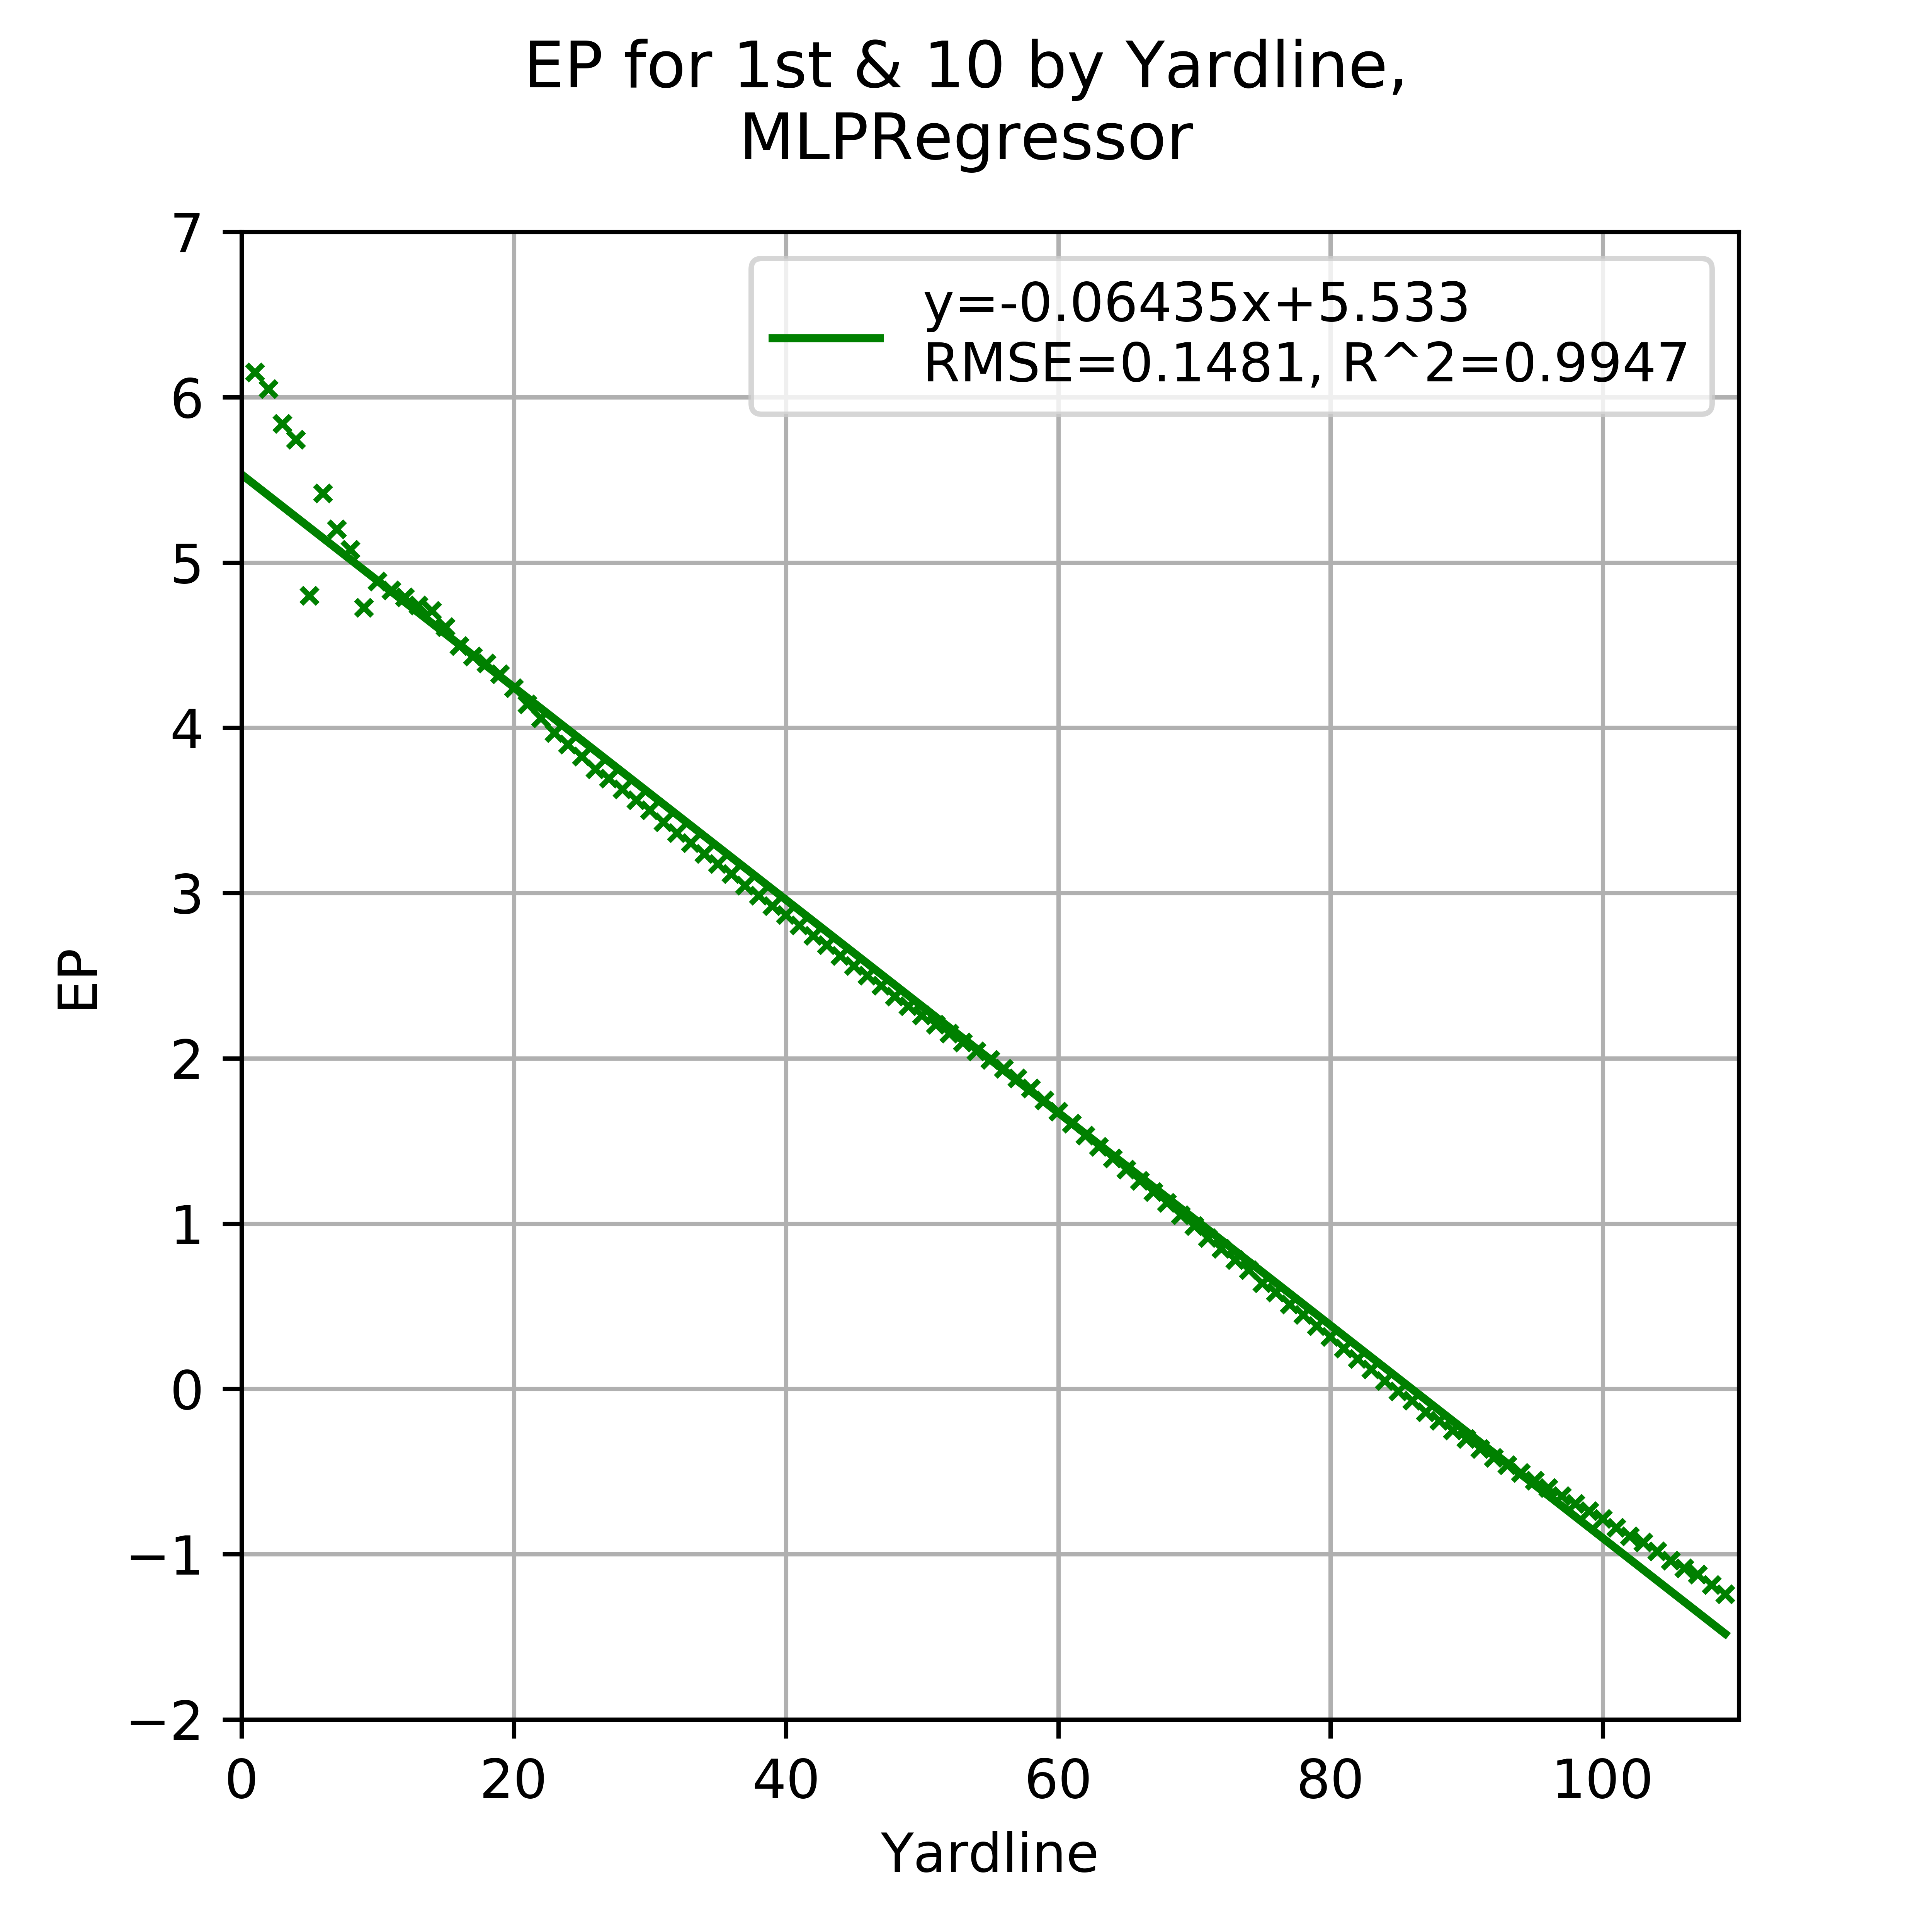 EP for 1st & 10 by Yardline,
MLPRegressor
y=-0.06435x+5.533
RMSE=0.1481, R^2=0.9947
7
6
5
4
3
2
1
0
−1
−2
EP
0 20 40 60 80 100
Yardline